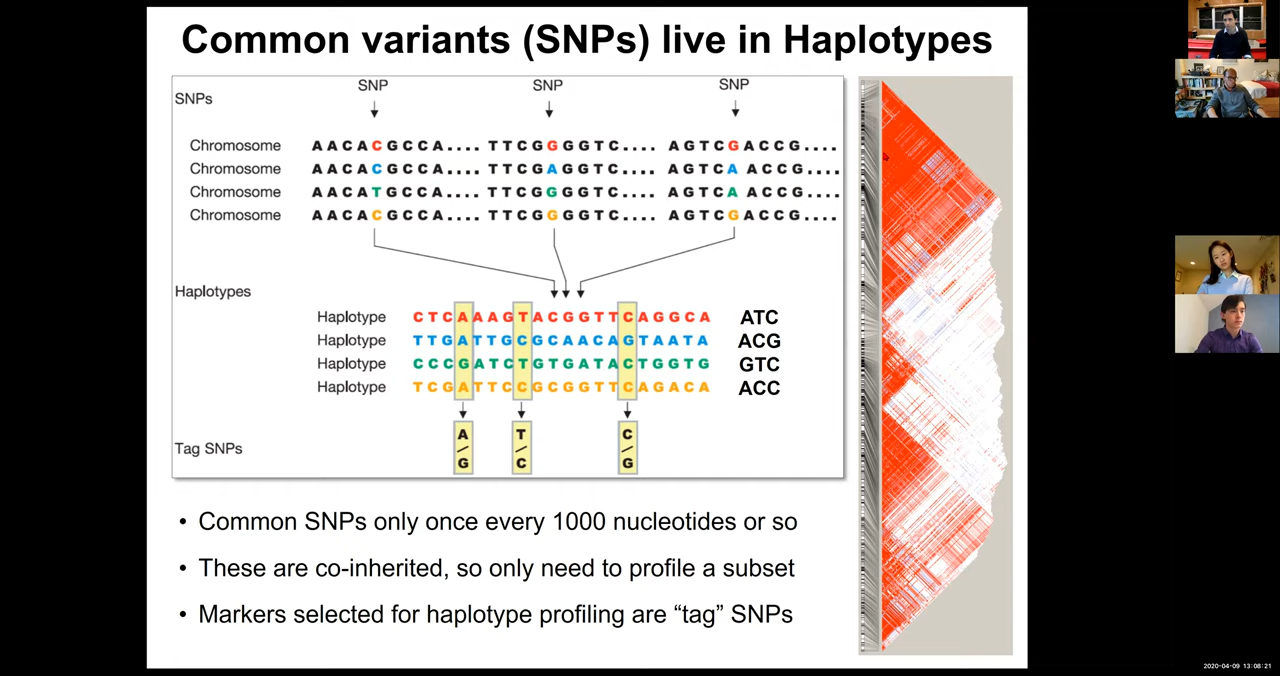 Common variants (SNPs) live in Haplotypes
SNP SNP SNP
SNPs
Chromosome AACACGCCA.... TTCGGGGTC.... AGTCGACCG....
Chromosome AACACGCCA.... TTCGAGGTC.... AGTCAACCG....
Chromosome AACATGCCA.... TTCGGGGTC.... AGTCAACCG....
Chromosome AACACGCCA.... TTCGGGGTC.... AGTCGACCG....
Haplotypes
Haplotype CTCAAAGTACGGTTCAGGCA ATC
Haplotype TTGATTGCGCAACAGTAATA ACG
Haplotype CCCGATCTGTGATACTGGTG GTC
Haplotype TCGATTCCGCGGTTCAGACA ACC
Tag SNPs
A/G T/C C/G
• Common SNPs only once every 1000 nucleotides or so
• These are co-inherited, so only need to profile a subset
• Markers selected for haplotype profiling are “tag” SNPs
2020-04-09 13:08:21